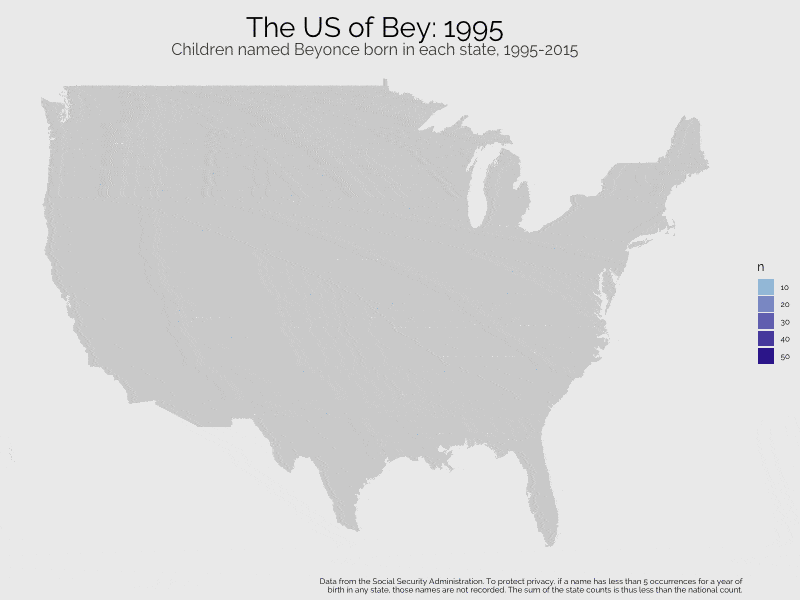 The US of Bey: 1995
Children named Beyonce born in each state, 1995-2015
n
10
20
30
40
50
Data from the Social Security Administration. To protect privacy, if a name has less than 5 occurrences for a year of
birth in any state, those names are not recorded. The sum of the state counts is thus less than the national count.